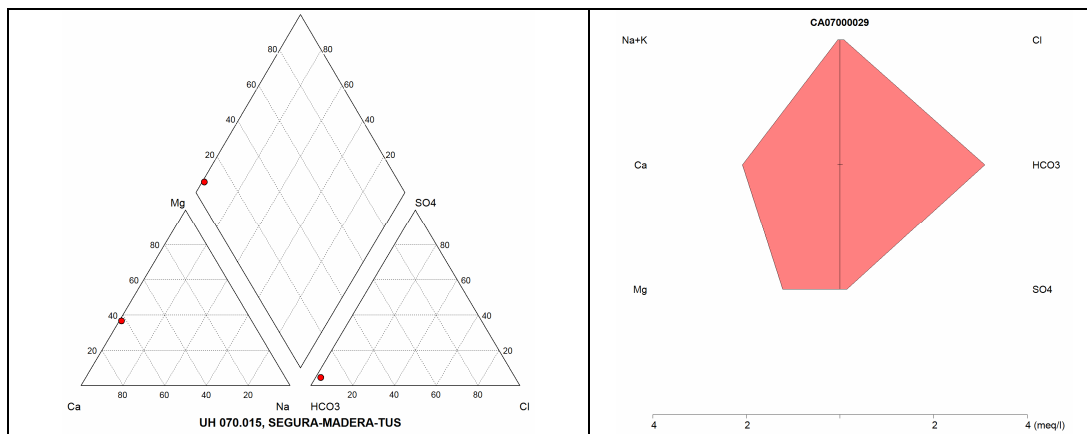 80 80
60 60
40 40
20 20
Mg SO4
80 80
60 60
40 40
20 20
80 60 40 20 20 40 60 80
Ca Na HCO3 Cl
UH 070.015, SEGURA-MADERA-TUS
CA07000029
Na+K Cl
Ca HCO3
Mg SO4
4 2 2 4 (meq/l)